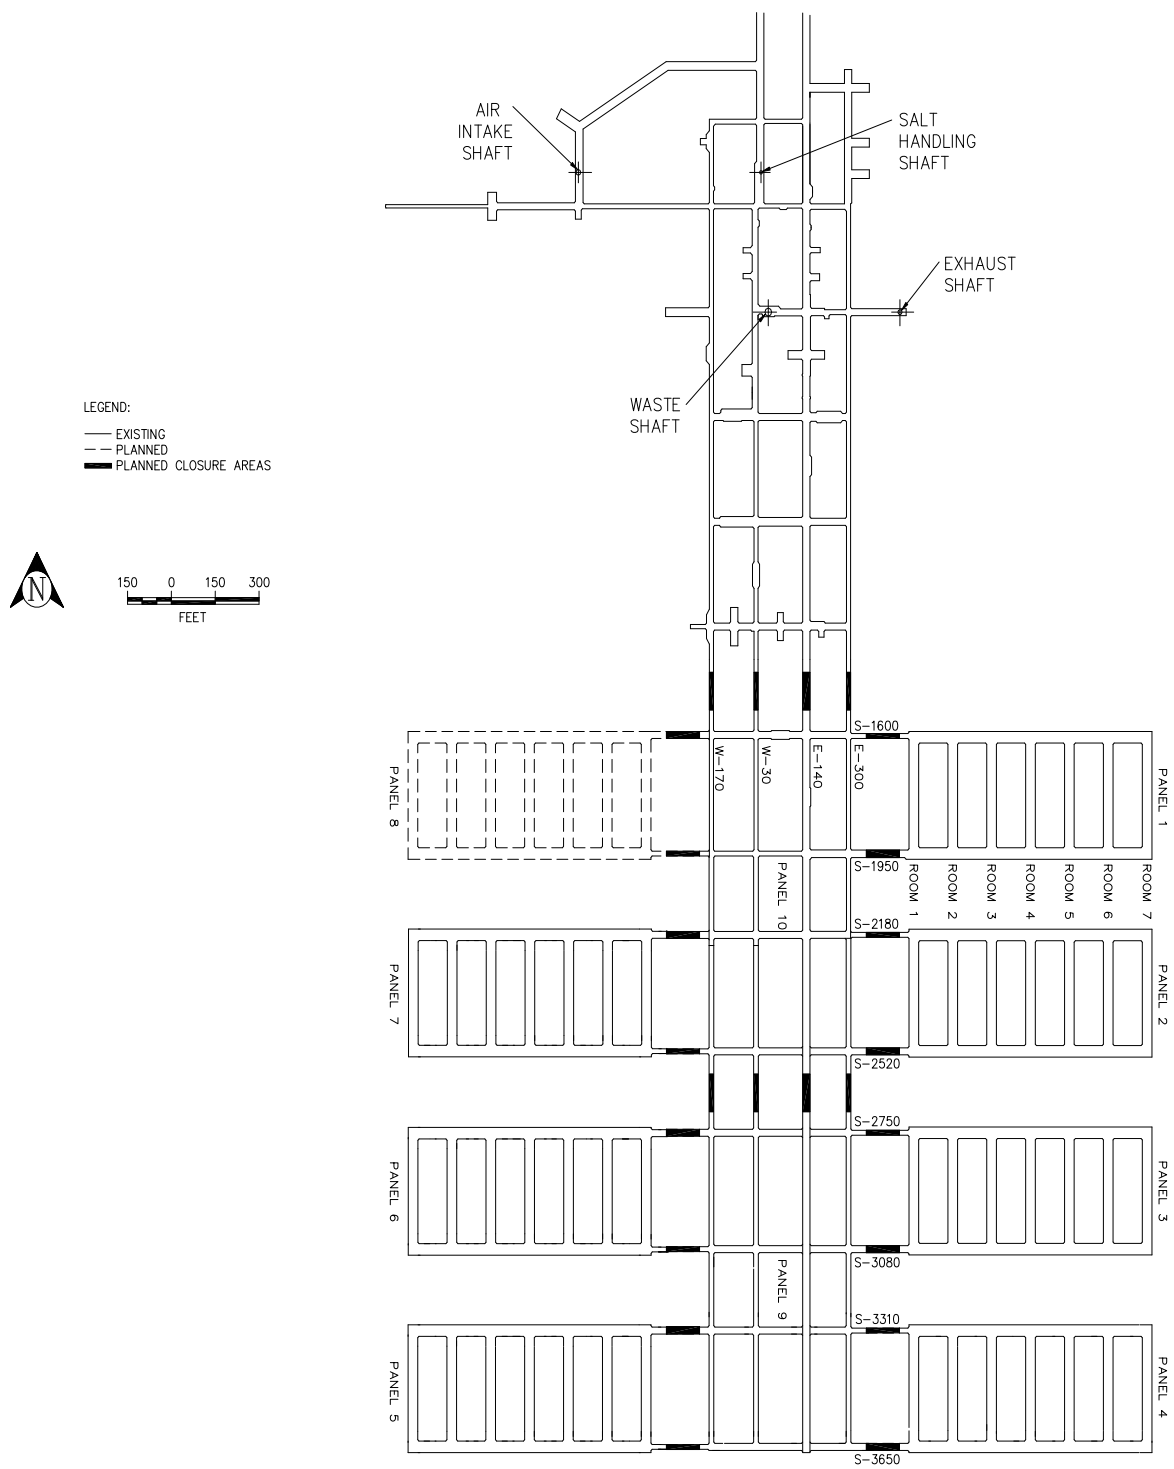 AIR
INTAKE
SHAFT
SALT
HANDLING
SHAFT
EXHAUST
SHAFT
WASTE
SHAFT
LEGEND:
EXISTING
PLANNED
PLANNED CLOSURE AREAS
N
150 0 150 300
FEET
S-1600
W-170
W-30
E-140
E-300
PANEL 8
PANEL 1
S-1950
PANEL 10
ROOM 1
ROOM 2
ROOM 3
ROOM 4
ROOM 5
ROOM 6
ROOM 7
S-2180
PANEL 7
PANEL 2
S-2520
S-2750
PANEL 6
PANEL 3
S-3080
PANEL 9
S-3310
PANEL 5
PANEL 4
S-3650